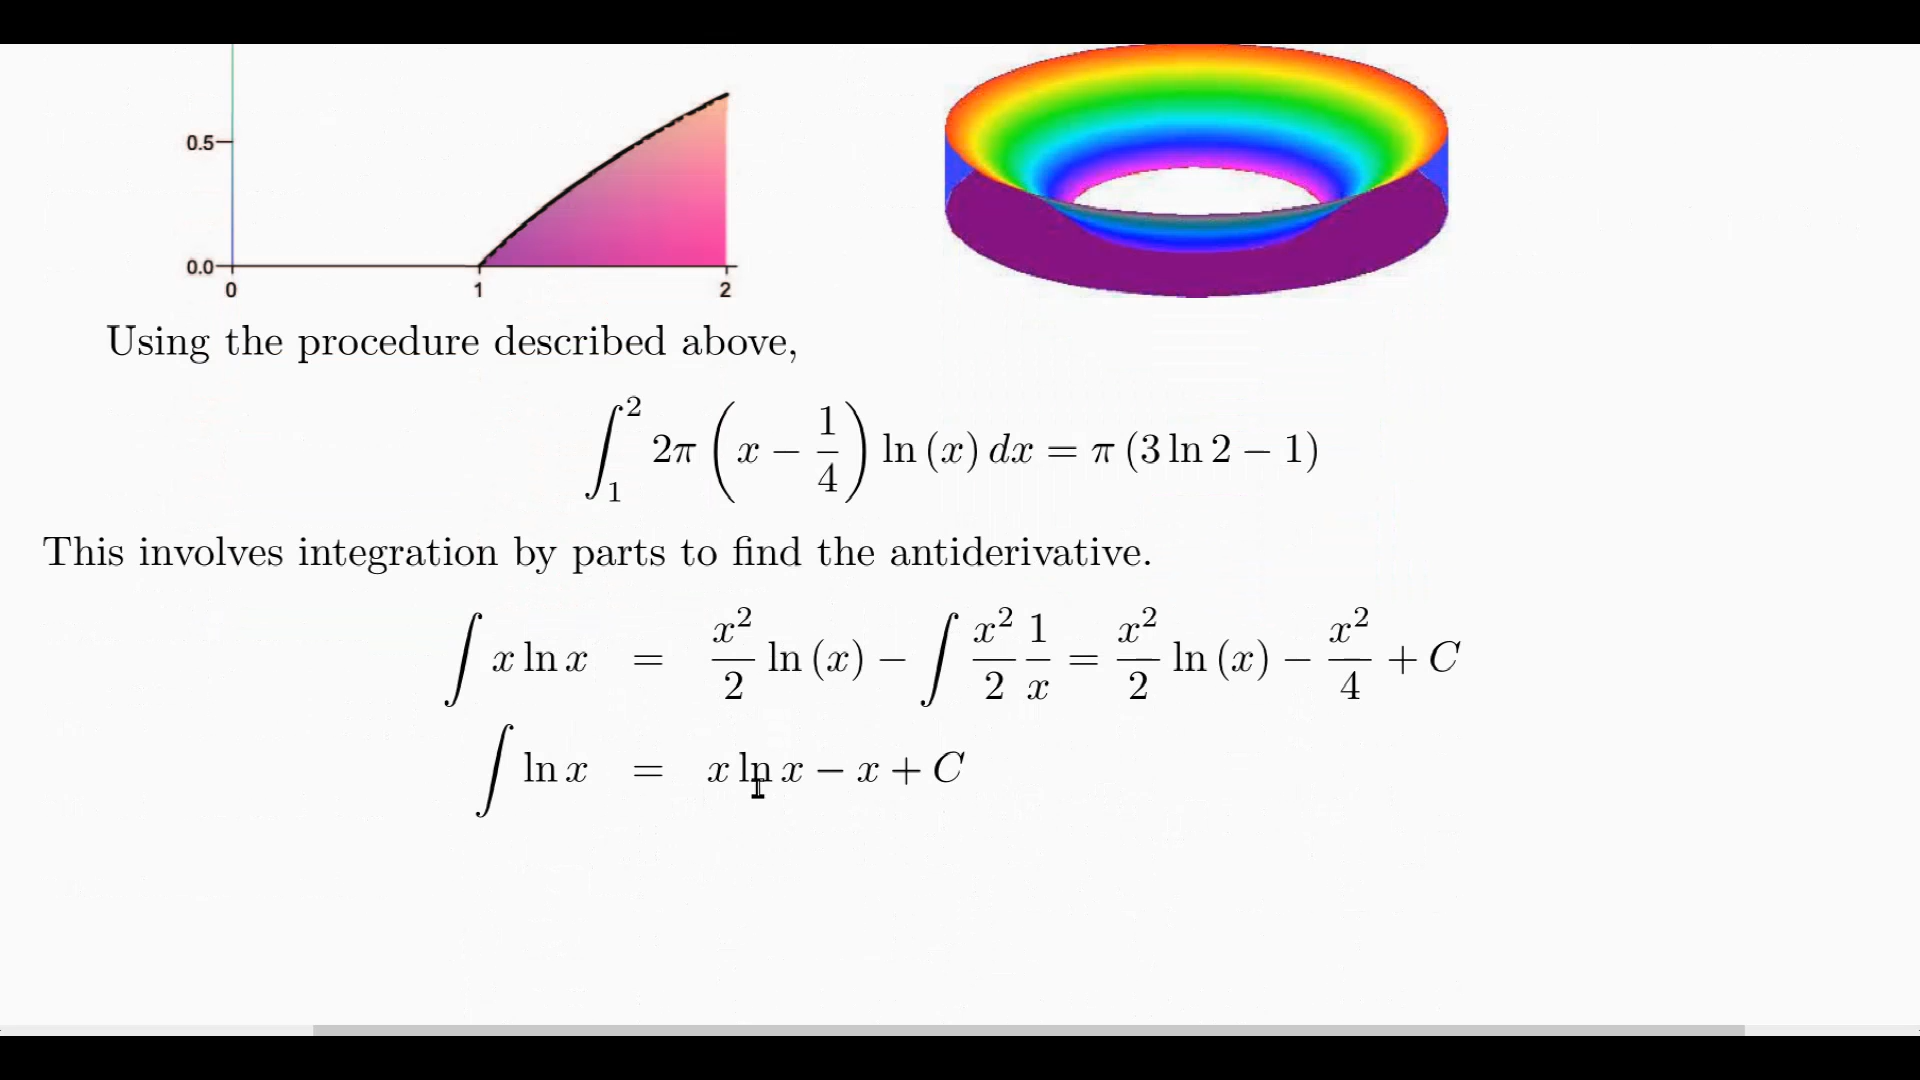 0.5
0.0
0 1 2
Using the procedure described above,
∫₁² 2π (x − 1/4) ln (x) dx = π (3 ln 2 − 1)
This involves integration by parts to find the antiderivative.
∫ x ln x = x²/2 ln (x) − ∫ x²/2 1/x = x²/2 ln (x) − x²/4 + C
∫ ln x = x ln x − x + C